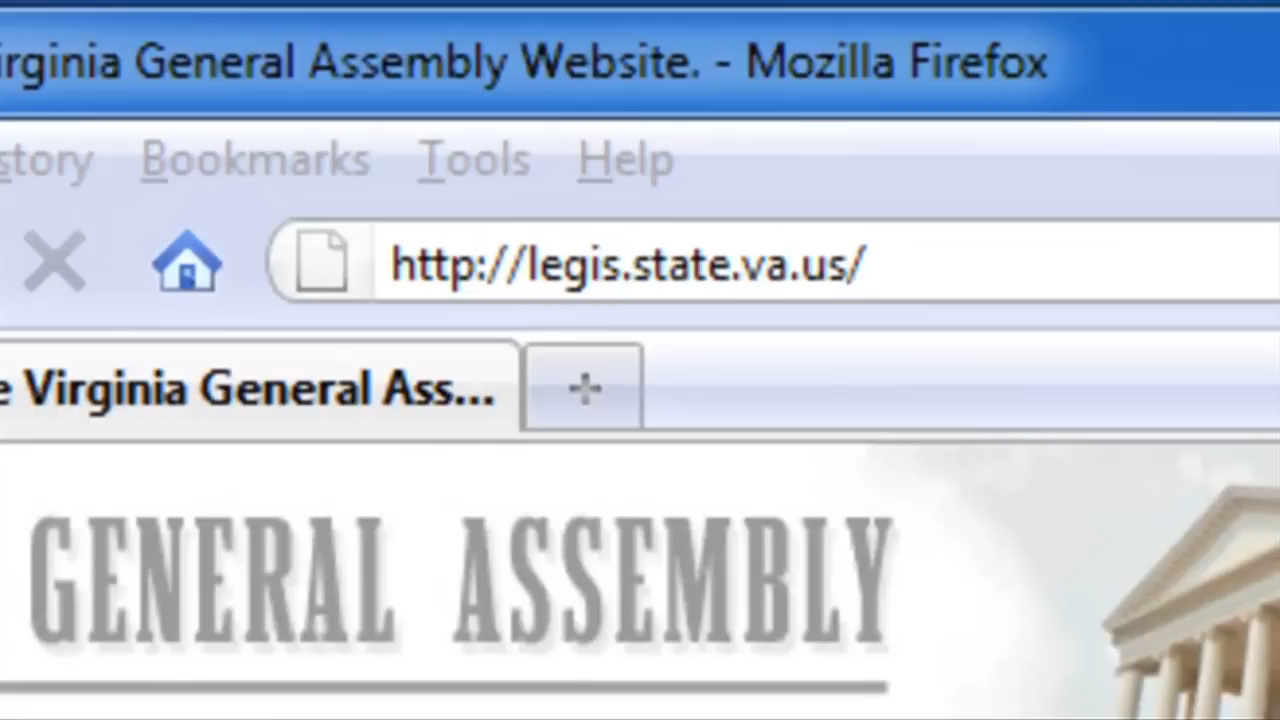 irginia General Assembly Website. - Mozilla Firefox
story Bookmarks Tools Help
http://legis.state.va.us/
e Virginia General Ass...
GENERAL ASSEMBLY